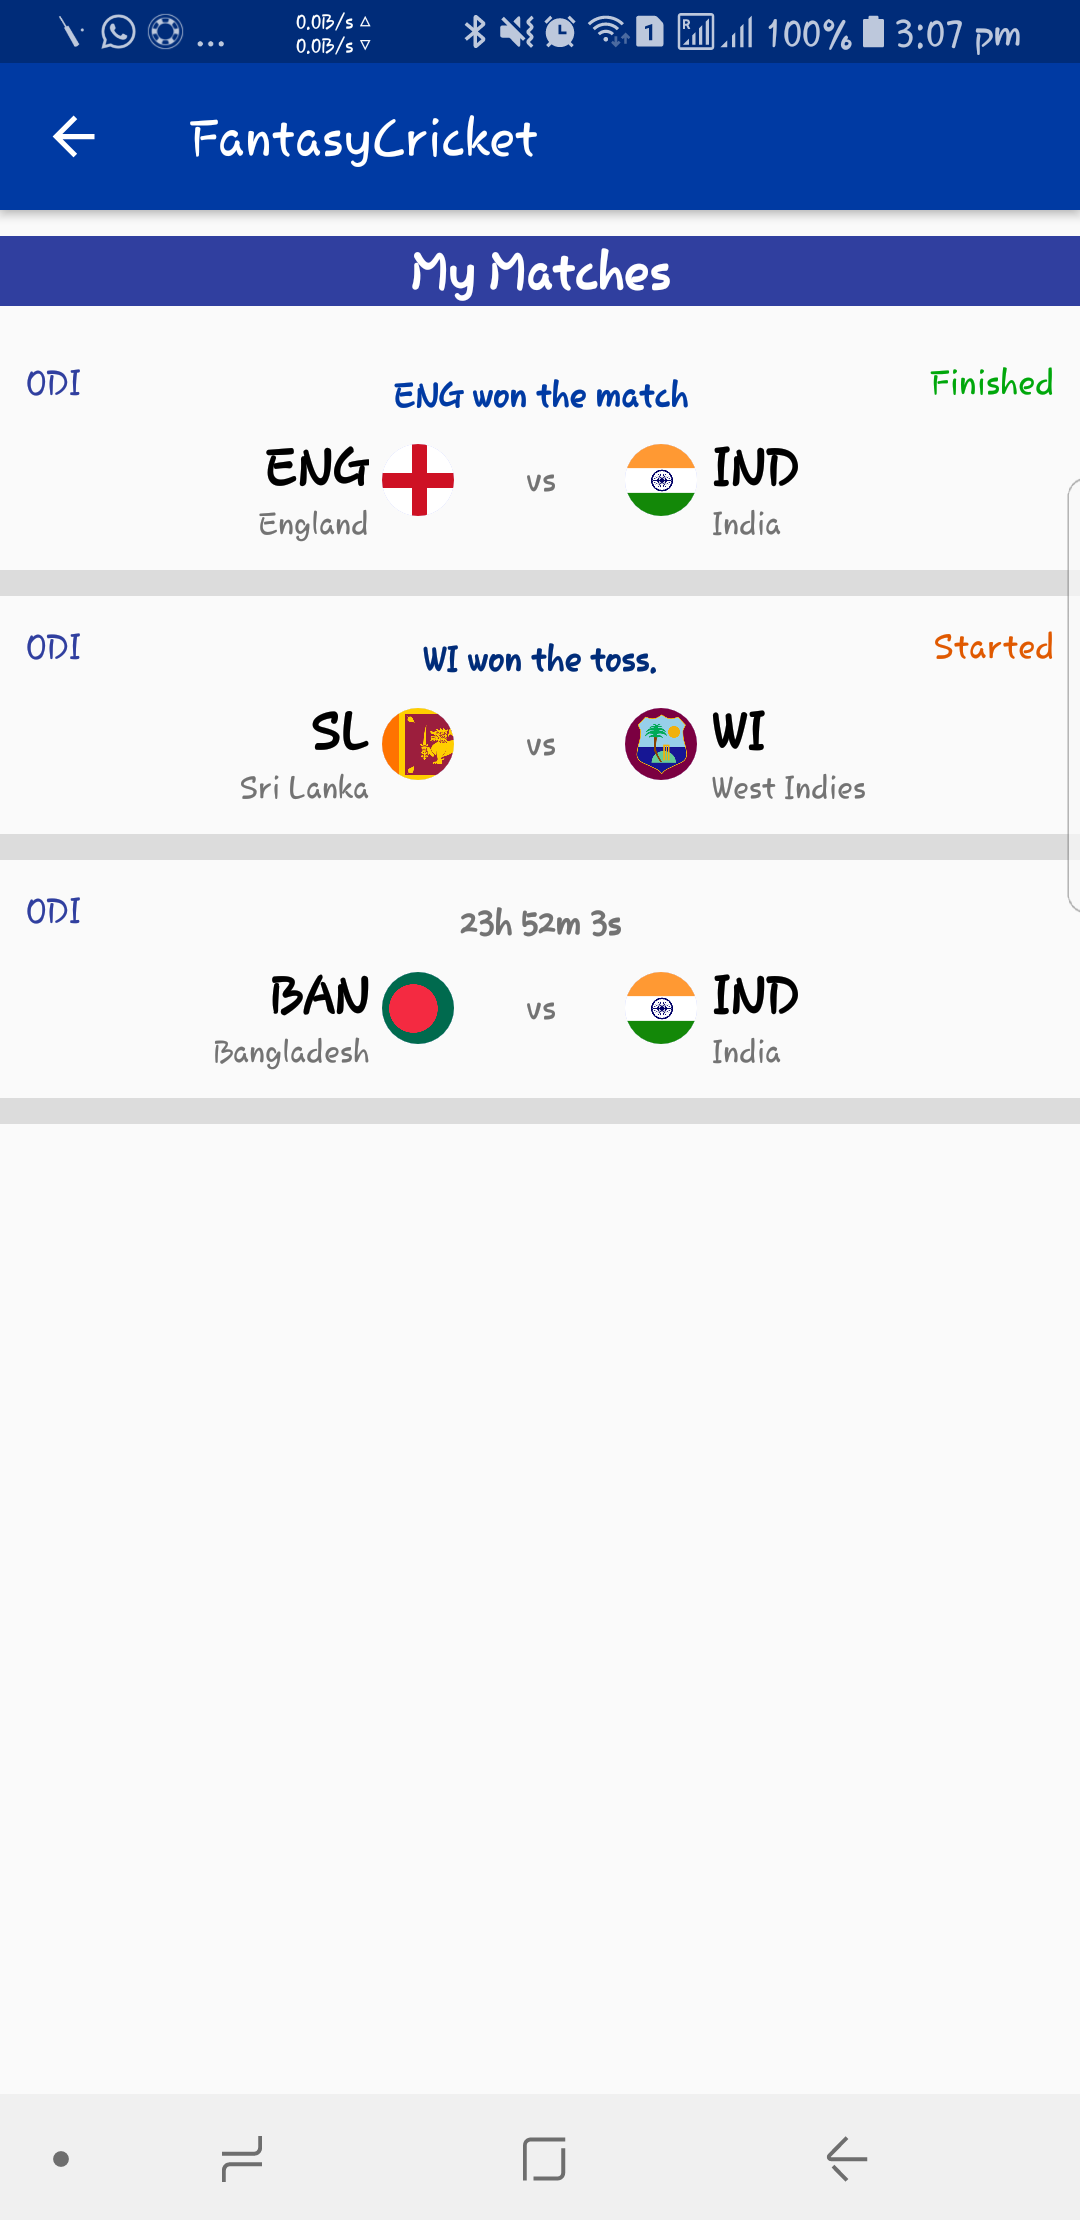 0.0B/s △
0.0B/s ▽
1 R 100% 3:07 pm
FantasyCricket
My Matches
ODI
ENG won the match
Finished
ENG vs IND
England India
ODI
WI won the toss.
Started
SL vs WI
Sri Lanka West Indies
ODI
23h 52m 3s
BAN vs IND
Bangladesh India